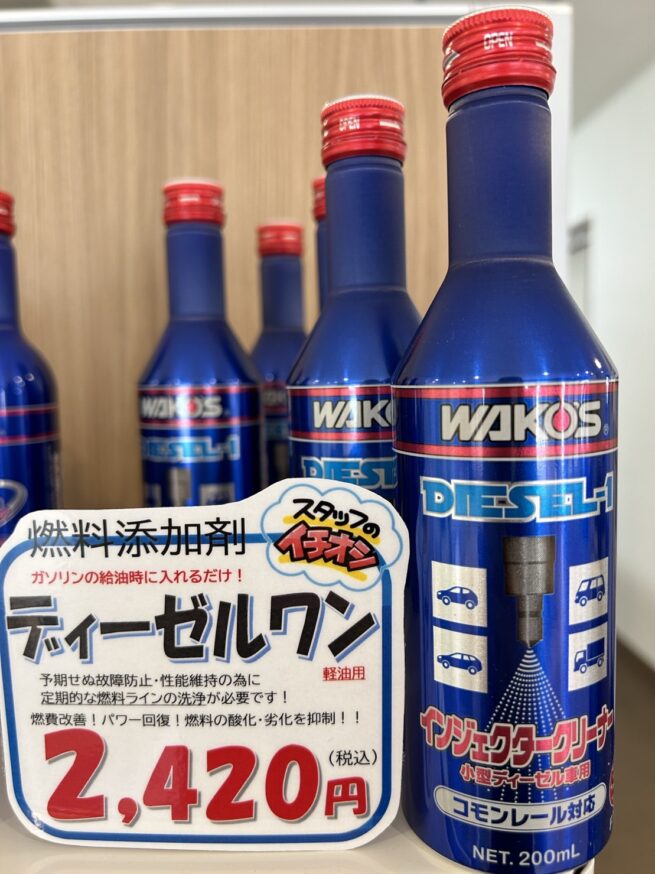 OPEN
OPEN
WAKO'S
DIESEL-1
インジェクタークリーナー
小型ディーゼル車用
コモンレール対応
NET. 200mL
WAKO'S
DIESEL-1
WAKO
DIESEL
燃料添加剤
スタッフの
イチオシ
ガソリンの給油時に入れるだけ！
ディーゼルワン
軽油用
予期せぬ故障防止・性能維持の為に
定期的な燃料ラインの洗浄が必要です！
燃費改善！パワー回復！燃料の酸化・劣化を抑制！！
2,420円
（税込）